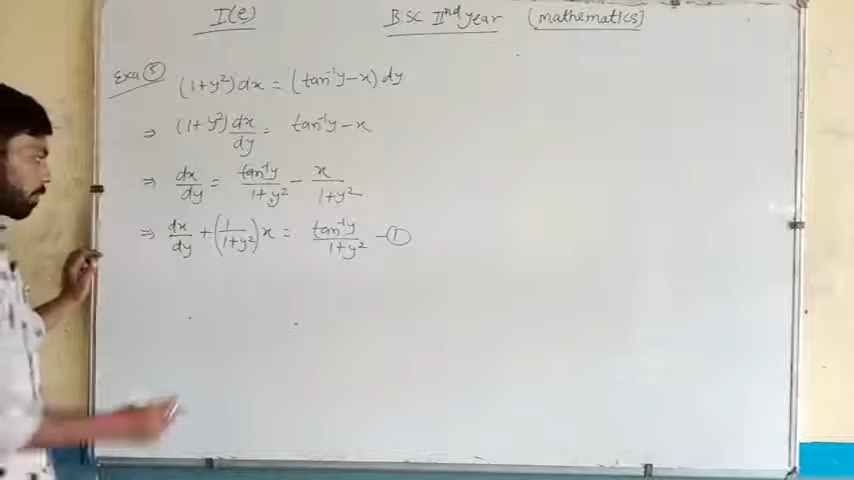 I(e) BSC IInd year (mathematics)
Exa ⑤ (1+y²)dx = (tan⁻¹y-x)dy
⇒ (1+y²)dx/dy = tan⁻¹y-x
⇒ dx/dy = tan⁻¹y/1+y² - x/1+y²
⇒ dx/dy + (1/1+y²)x = tan⁻¹y/1+y² -①